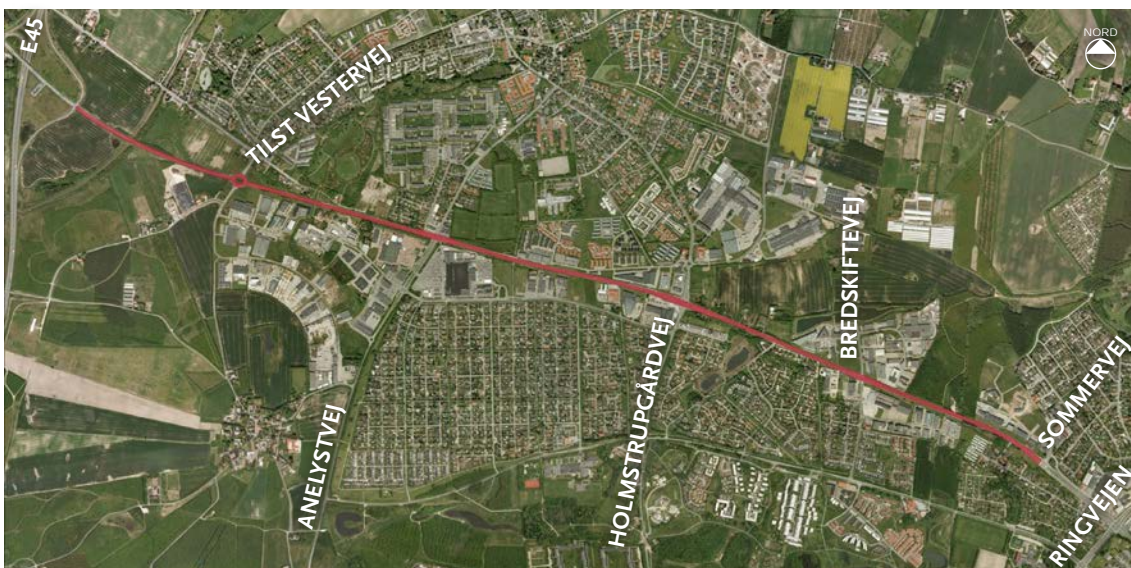 E45
TILST VESTERVEJ
NORD
ANELYSTVEJ
HOLMSTRUPGÅRDVEJ
BREDSKIFTEVEJ
SOMMERVEJ
RINGVEJEN